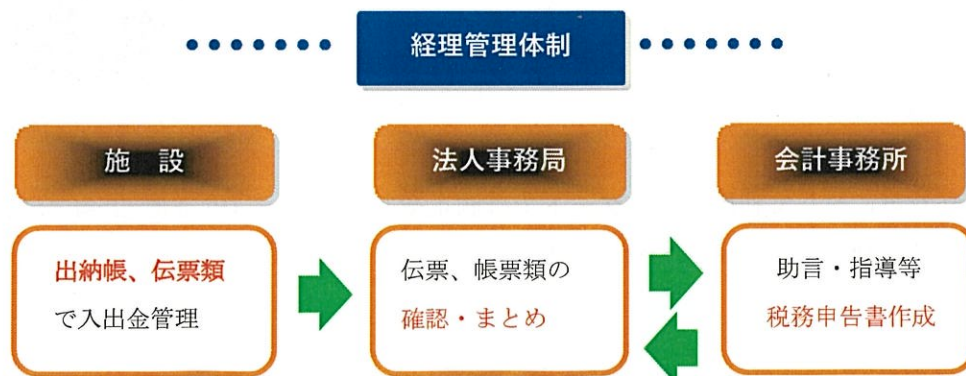 経理管理体制
施 設
法人事務局
会計事務所
出納帳、伝票類
で入出金管理
伝票、帳票類の
確認・まとめ
助言・指導等
税務申告書作成